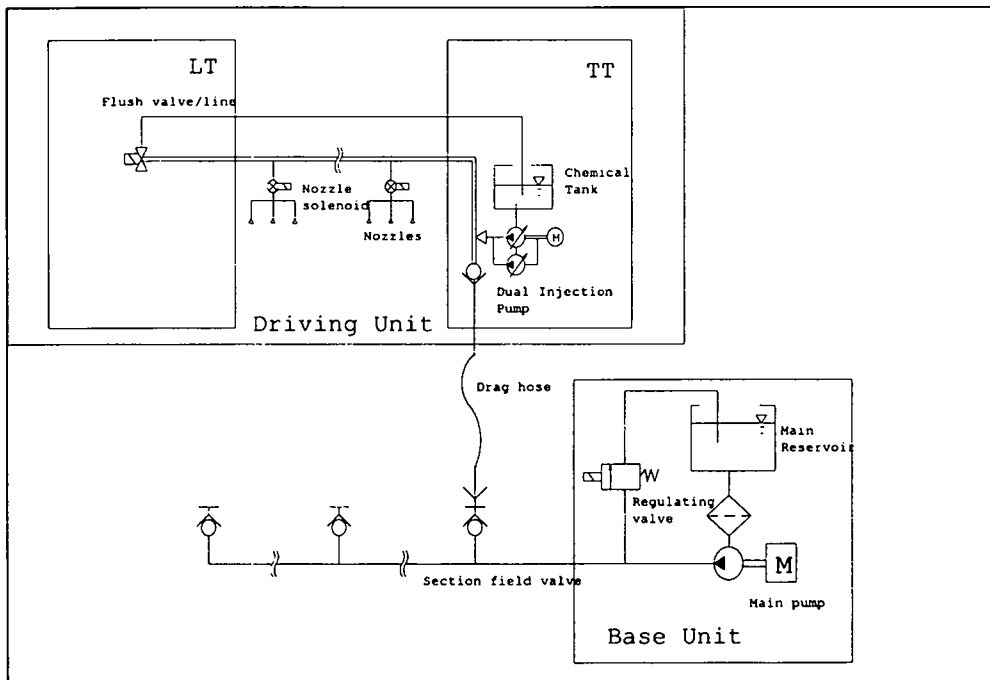 LT
TT
Flush valve/line
Chemical
Tank
Nozzle
solenoid
Nozzles
M
Dual Injection
Pump
Driving Unit
Drag hose
Main
Reservoir
Regulating
valve
Section field valve
M
Main pump
Base Unit